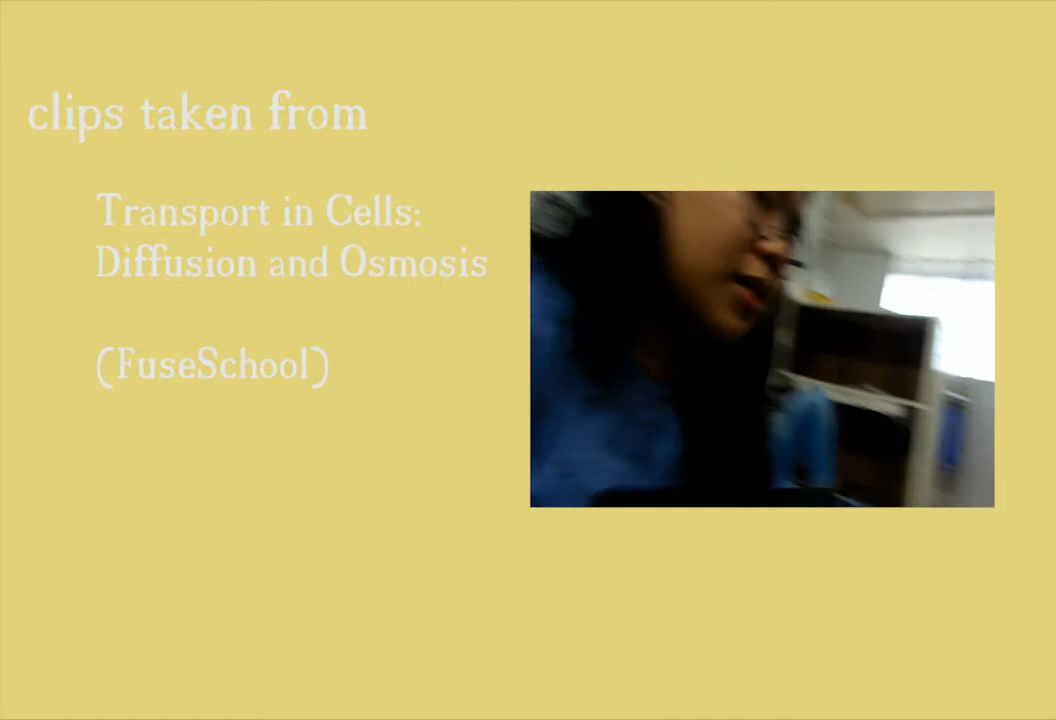 clips taken from
Transport in Cells:
Diffusion and Osmosis
(FuseSchool)